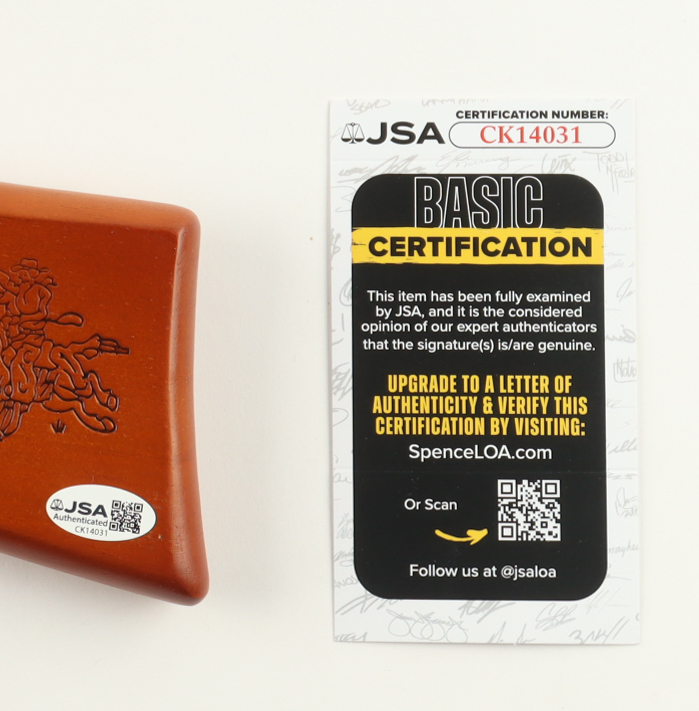 JSA
CERTIFICATION NUMBER:
CK14031
BASIC
CERTIFICATION
This item has been fully examined
by JSA, and it is the considered
opinion of our expert authenticators
that the signature(s) is/are genuine.
UPGRADE TO A LETTER OF
AUTHENTICITY & VERIFY THIS
CERTIFICATION BY VISITING:
SpenceLOA.com
Or Scan
Follow us at @jsaloa
JSA
Authenticated
CK14031